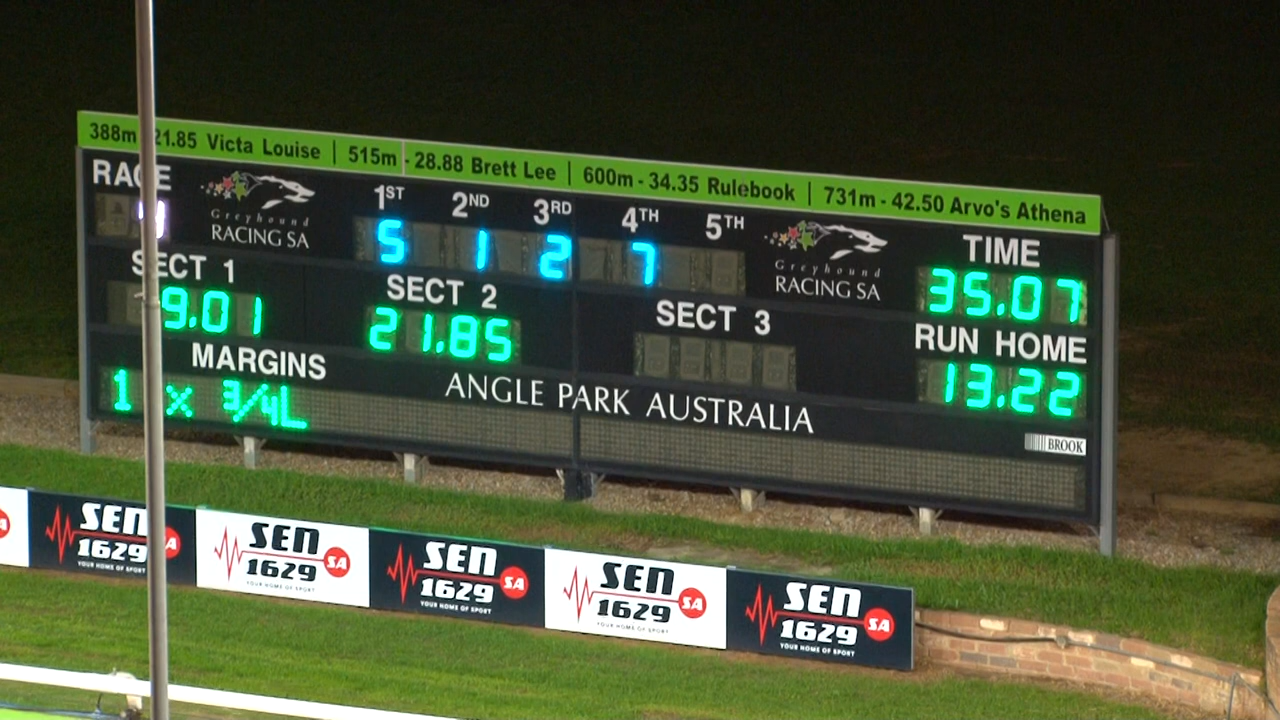 388m 21.85 Victa Louise | 515m - 28.88 Brett Lee | 600m - 34.35 Rulebook | 731m - 42.50 Arvo's Athena
RACE
Greyhound
RACING SA
1ST 2ND 3RD 4TH 5TH
5 1 2 7
Greyhound
RACING SA
TIME
35.07
SECT 1
9.01
SECT 2
21.85
SECT 3
RUN HOME
13.22
MARGINS
1 x 3/4L
ANGLE PARK AUSTRALIA
BROOK
SEN
1629 SA
SEN
1629 SA
YOUR HOME OF SPORT
SEN
1629 SA
YOUR HOME OF SPORT
SEN
1629 SA
YOUR HOME OF SPORT
SEN
1629 SA
YOUR HOME OF SPORT